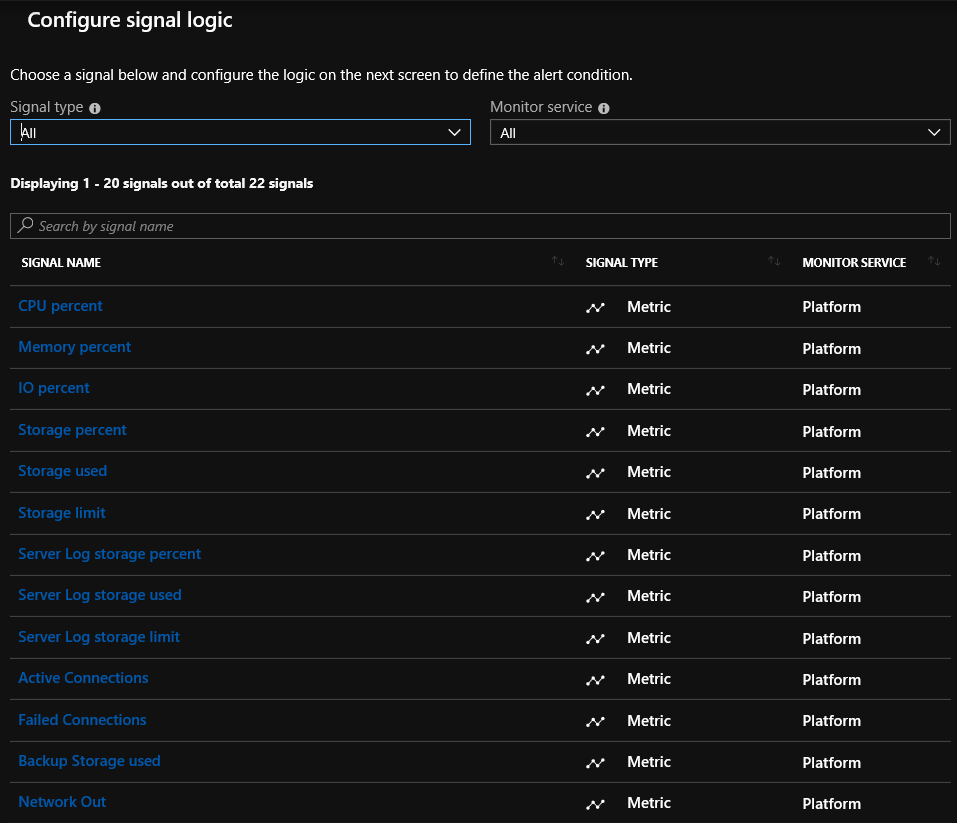 Configure signal logic
Choose a signal below and configure the logic on the next screen to define the alert condition.
Signal type Monitor service
All All
Displaying 1 - 20 signals out of total 22 signals
Search by signal name
SIGNAL NAME SIGNAL TYPE MONITOR SERVICE
CPU percent Metric Platform
Memory percent Metric Platform
IO percent Metric Platform
Storage percent Metric Platform
Storage used Metric Platform
Storage limit Metric Platform
Server Log storage percent Metric Platform
Server Log storage used Metric Platform
Server Log storage limit Metric Platform
Active Connections Metric Platform
Failed Connections Metric Platform
Backup Storage used Metric Platform
Network Out Metric Platform